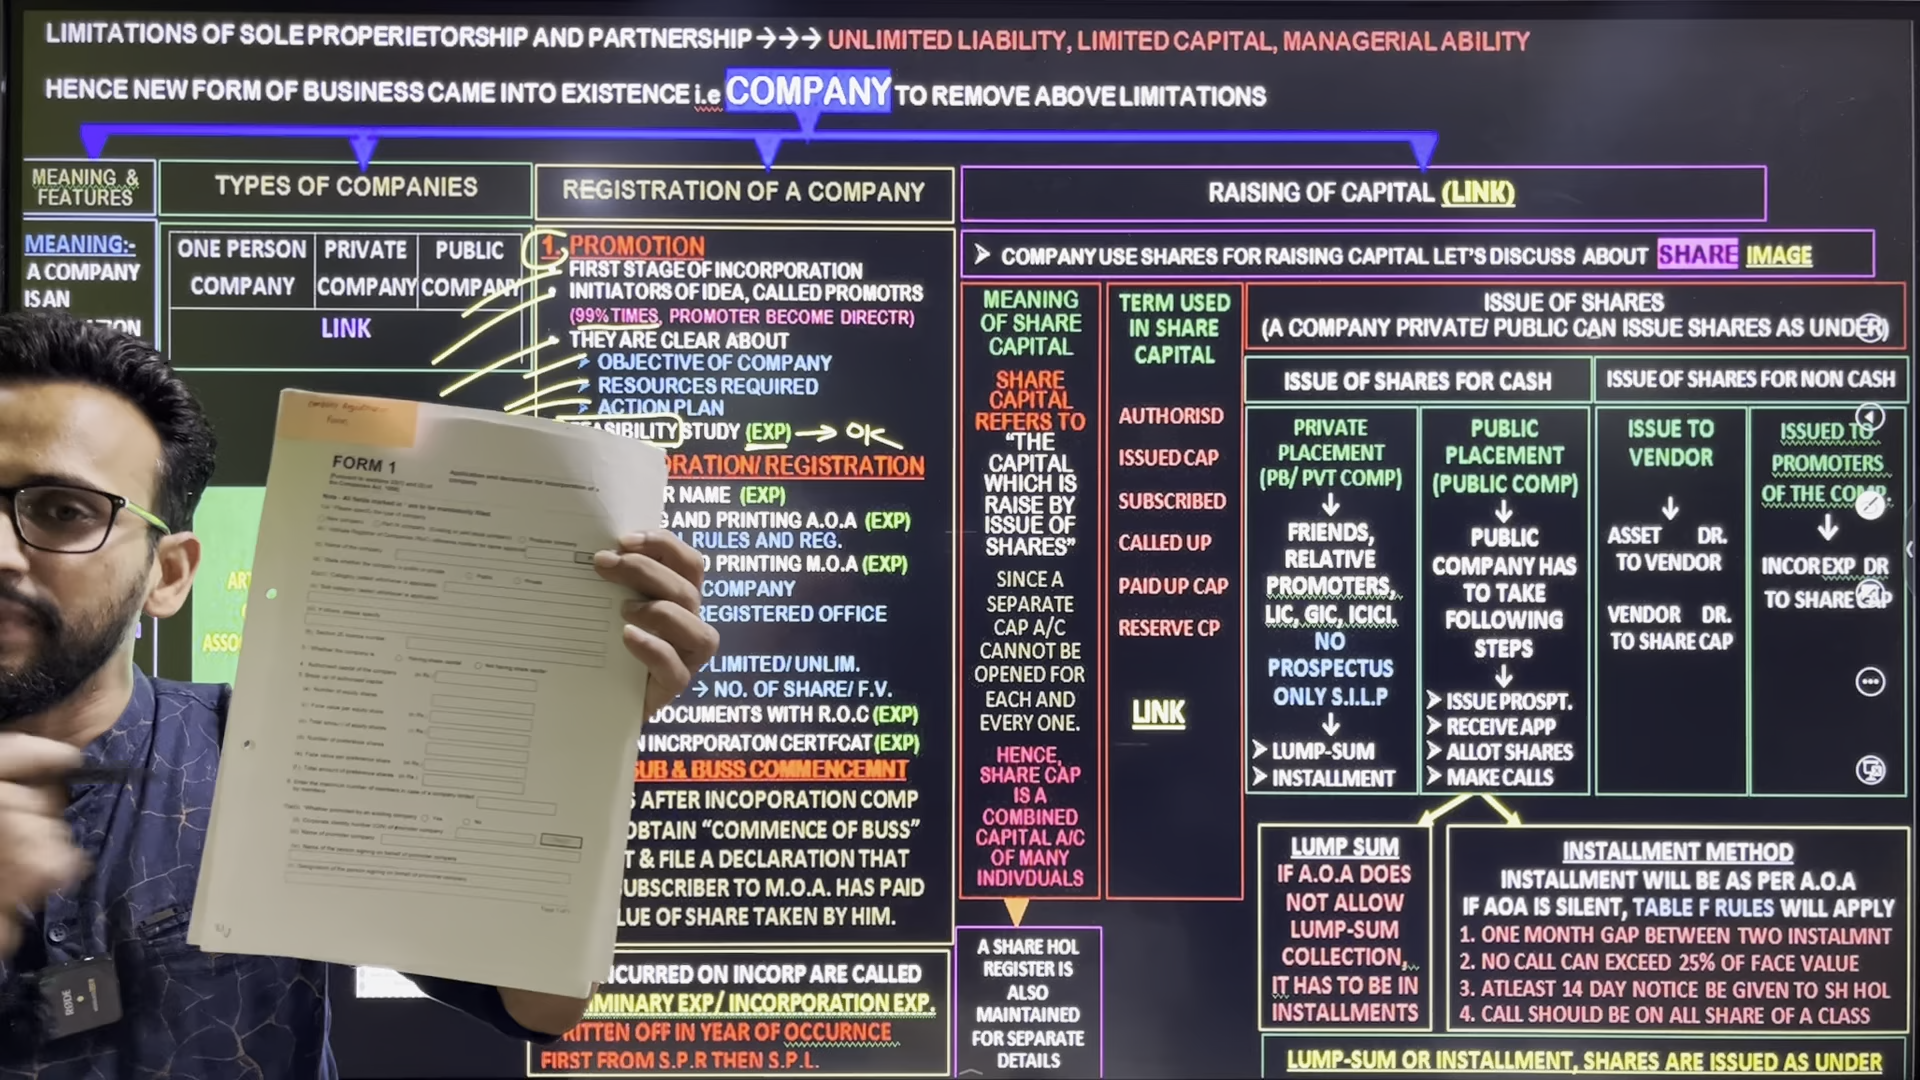 LIMITATIONS OF SOLE PROPERIETORSHIP AND PARTNERSHIP →→→ UNLIMITED LIABILITY, LIMITED CAPITAL, MANAGERIAL ABILITY
HENCE NEW FORM OF BUSINESS CAME INTO EXISTENCE i.e COMPANY TO REMOVE ABOVE LIMITATIONS
MEANING &
FEATURES
MEANING:-
A COMPANY
IS AN
TYPES OF COMPANIES
ONE PERSON
COMPANY
PRIVATE
COMPANY
PUBLIC
COMPANY
LINK
REGISTRATION OF A COMPANY
1. PROMOTION
• FIRST STAGE OF INCORPORATION
• INITIATORS OF IDEA, CALLED PROMOTRS
(99% TIMES, PROMOTER BECOME DIRECTR)
• THEY ARE CLEAR ABOUT
➢ OBJECTIVE OF COMPANY
➢ RESOURCES REQUIRED
➢ ACTION PLAN
STUDY (EXP) → OK
ORATION/ REGISTRATION
R NAME (EXP)
G AND PRINTING A.O.A (EXP)
RULES AND REG.
PRINTING M.O.A (EXP)
COMPANY
REGISTERED OFFICE
LIMITED/ UNLIM.
→ NO. OF SHARE/ F.V.
DOCUMENTS WITH R.O.C (EXP)
N INCRPORATON CERTFCAT (EXP)
SUB & BUSS COMMENCEMNT
S AFTER INCOPORATION COMP
OBTAIN “COMMENCE OF BUSS”
T & FILE A DECLARATION THAT
SUBSCRIBER TO M.O.A. HAS PAID
LUE OF SHARE TAKEN BY HIM.
NCURRED ON INCORP ARE CALLED
IMINARY EXP/ INCORPORATION EXP.
RITTEN OFF IN YEAR OF OCCURNCE
FIRST FROM S.P.R THEN S.P.L.
FORM 1
RODE
RAISING OF CAPITAL (LINK)
➢ COMPANY USE SHARES FOR RAISING CAPITAL LET’S DISCUSS ABOUT SHARE IMAGE
MEANING
OF SHARE
CAPITAL
SHARE
CAPITAL
REFERS TO
“THE
CAPITAL
WHICH IS
RAISE BY
ISSUE OF
SHARES”
SINCE A
SEPARATE
CAP A/C
CANNOT BE
OPENED FOR
EACH AND
EVERY ONE.
HENCE,
SHARE CAP
IS A
COMBINED
CAPITAL A/C
OF MANY
INDIVDUALS
A SHARE HOL
REGISTER IS
ALSO
MAINTAINED
FOR SEPARATE
DETAILS
TERM USED
IN SHARE
CAPITAL
AUTHORISD
ISSUED CAP
SUBSCRIBED
CALLED UP
PAID UP CAP
RESERVE CP
LINK
ISSUE OF SHARES
(A COMPANY PRIVATE/ PUBLIC CAN ISSUE SHARES AS UNDER)
ISSUE OF SHARES FOR CASH
ISSUE OF SHARES FOR NON CASH
PRIVATE
PLACEMENT
(PB/ PVT COMP)
↓
FRIENDS,
RELATIVE
PROMOTERS,
LIC, GIC, ICICI.
NO
PROSPECTUS
ONLY S.I.L.P
↓
➢ LUMP-SUM
➢ INSTALLMENT
PUBLIC
PLACEMENT
(PUBLIC COMP)
↓
PUBLIC
COMPANY HAS
TO TAKE
FOLLOWING
STEPS
↓
➢ ISSUE PROSPT.
➢ RECEIVE APP
➢ ALLOT SHARES
➢ MAKE CALLS
ISSUE TO
VENDOR
↓
ASSET DR.
TO VENDOR
VENDOR DR.
TO SHARE CAP
ISSUED TO
PROMOTERS
OF THE COMP.
↓
INCOR EXP DR
TO SHARE CAP
LUMP SUM
IF A.O.A DOES
NOT ALLOW
LUMP-SUM
COLLECTION,
IT HAS TO BE IN
INSTALLMENTS
INSTALLMENT METHOD
INSTALLMENT WILL BE AS PER A.O.A
IF AOA IS SILENT, TABLE F RULES WILL APPLY
1. ONE MONTH GAP BETWEEN TWO INSTALMNT
2. NO CALL CAN EXCEED 25% OF FACE VALUE
3. ATLEAST 14 DAY NOTICE BE GIVEN TO SH HOL
4. CALL SHOULD BE ON ALL SHARE OF A CLASS
LUMP-SUM OR INSTALLMENT, SHARES ARE ISSUED AS UNDER